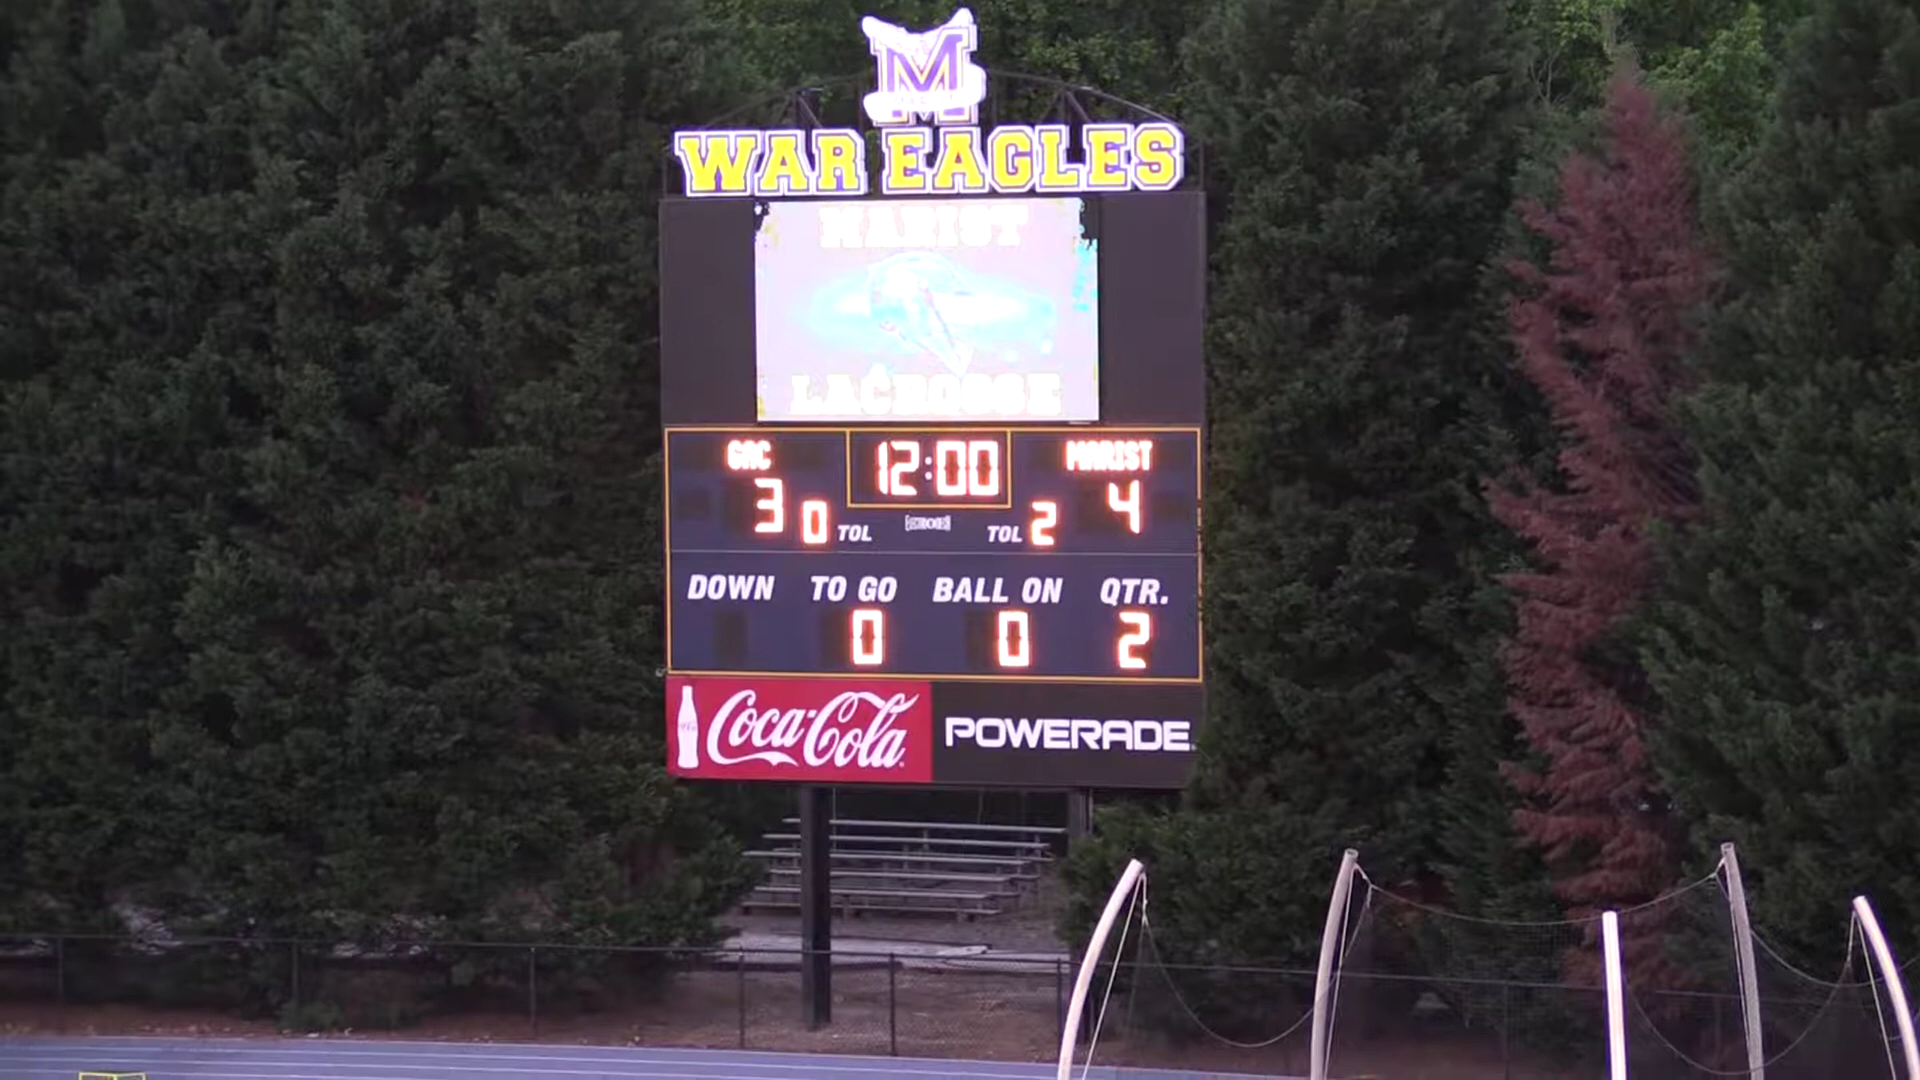 M
WAR EAGLES
MARIST
LACROSSE
GAC 12:00 MARIST
3 0 TOL TOL 2 4
DOWN TO GO BALL ON QTR.
0 0 2
Coca-Cola POWERADE